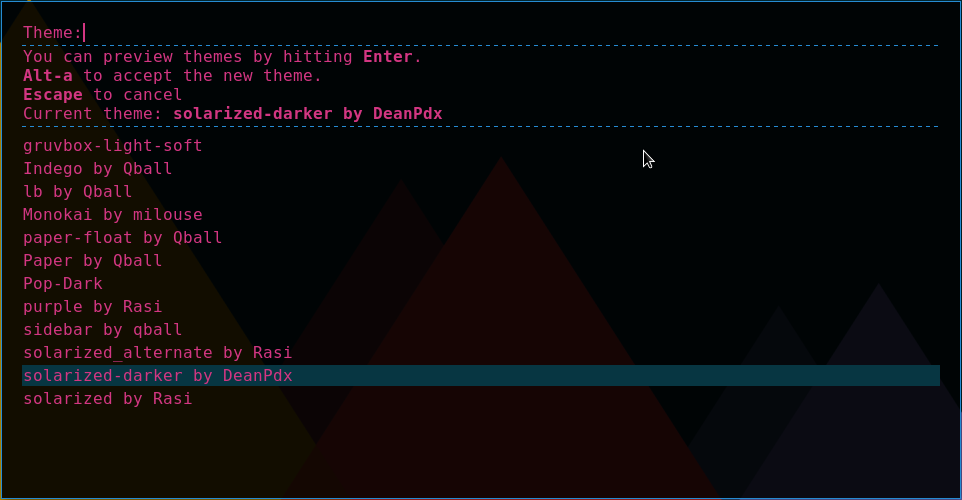 Theme:
You can preview themes by hitting Enter.
Alt-a to accept the new theme.
Escape to cancel
Current theme: solarized-darker by DeanPdx
gruvbox-light-soft
Indego by Qball
lb by Qball
Monokai by milouse
paper-float by Qball
Paper by Qball
Pop-Dark
purple by Rasi
sidebar by qball
solarized_alternate by Rasi
solarized-darker by DeanPdx
solarized by Rasi